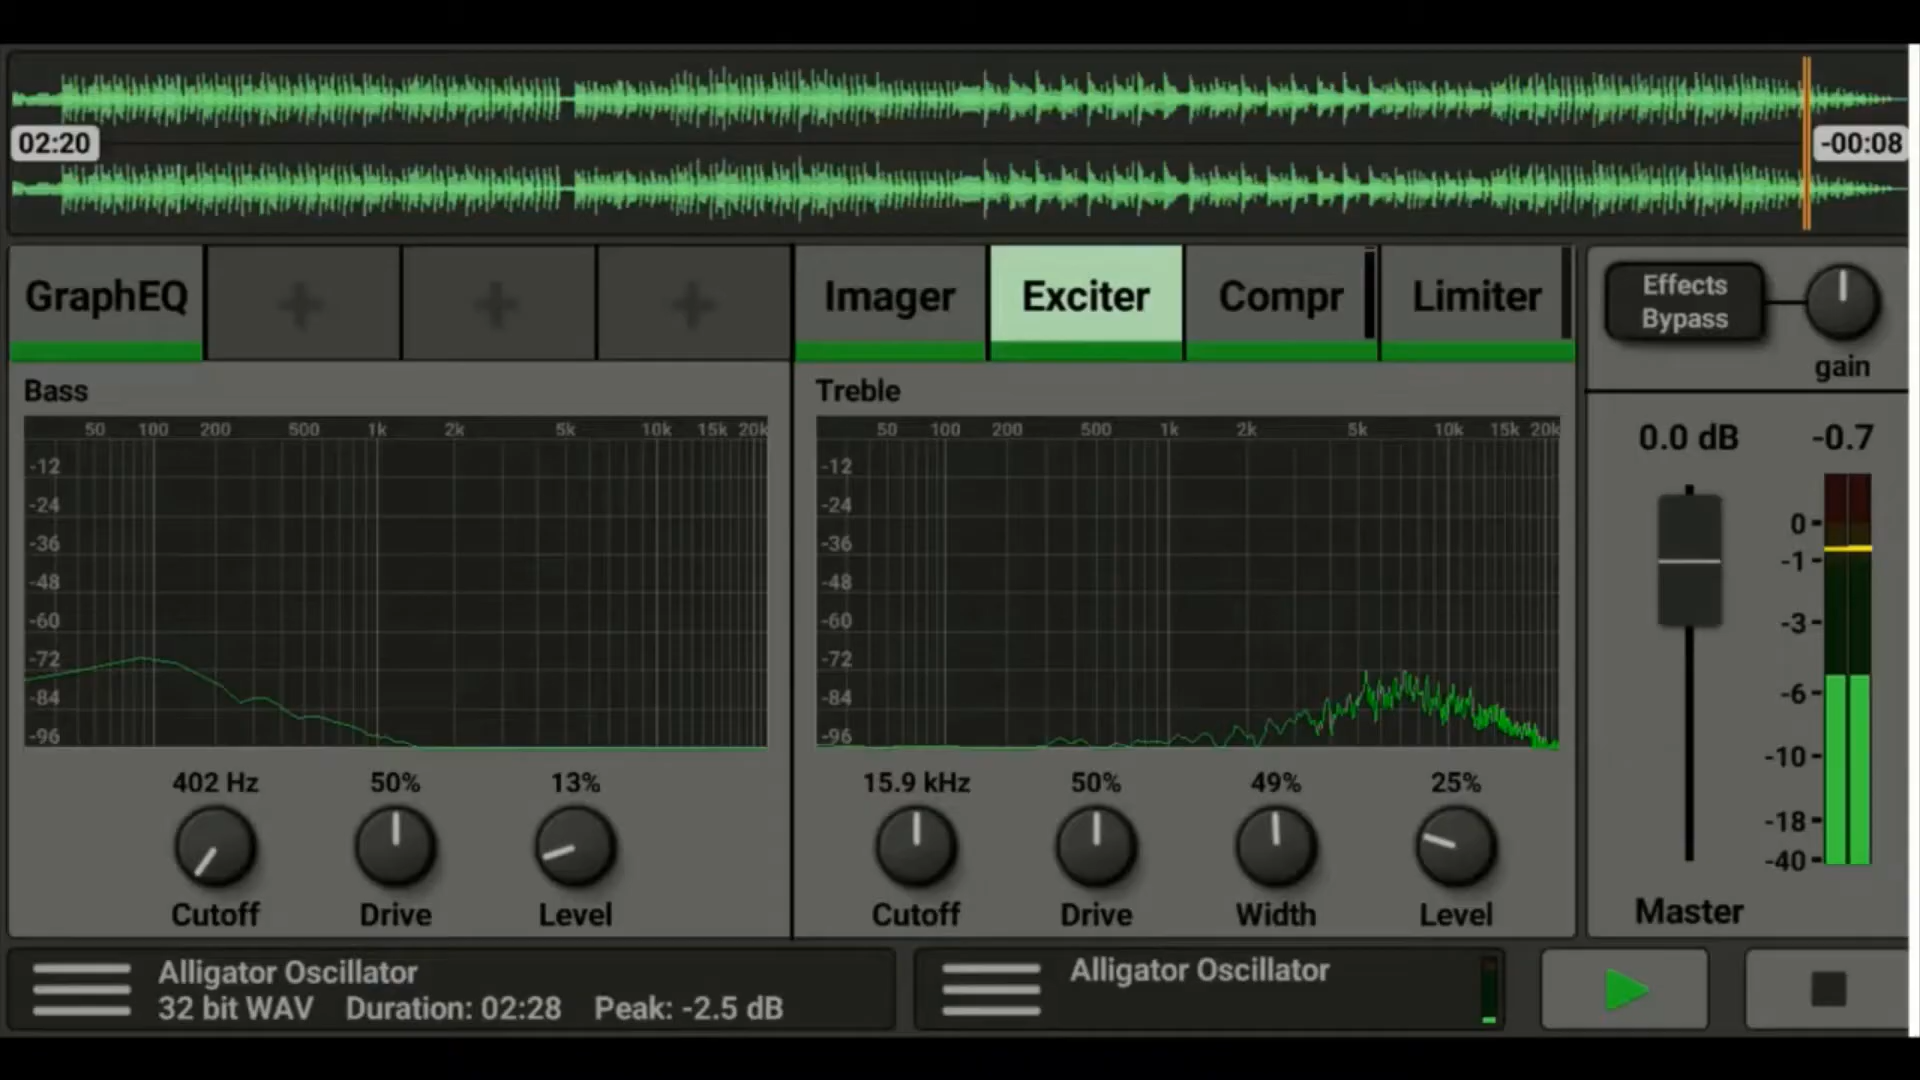 02:20
-00:08
GraphEQ + + + Imager Exciter Compr Limiter
Effects
Bypass
gain
Bass
50 100 200 500 1k 2k 5k 10k 15k 20k
-12
-24
-36
-48
-60
-72
-84
-96
402 Hz 50% 13%
Cutoff Drive Level
Treble
50 100 200 500 1k 2k 5k 10k 15k 20k
-12
-24
-36
-48
-60
-72
-84
-96
15.9 kHz 50% 49% 25%
Cutoff Drive Width Level
0.0 dB -0.7
0
-1
-3
-6
-10
-18
-40
Master
Alligator Oscillator
32 bit WAV Duration: 02:28 Peak: -2.5 dB
Alligator Oscillator